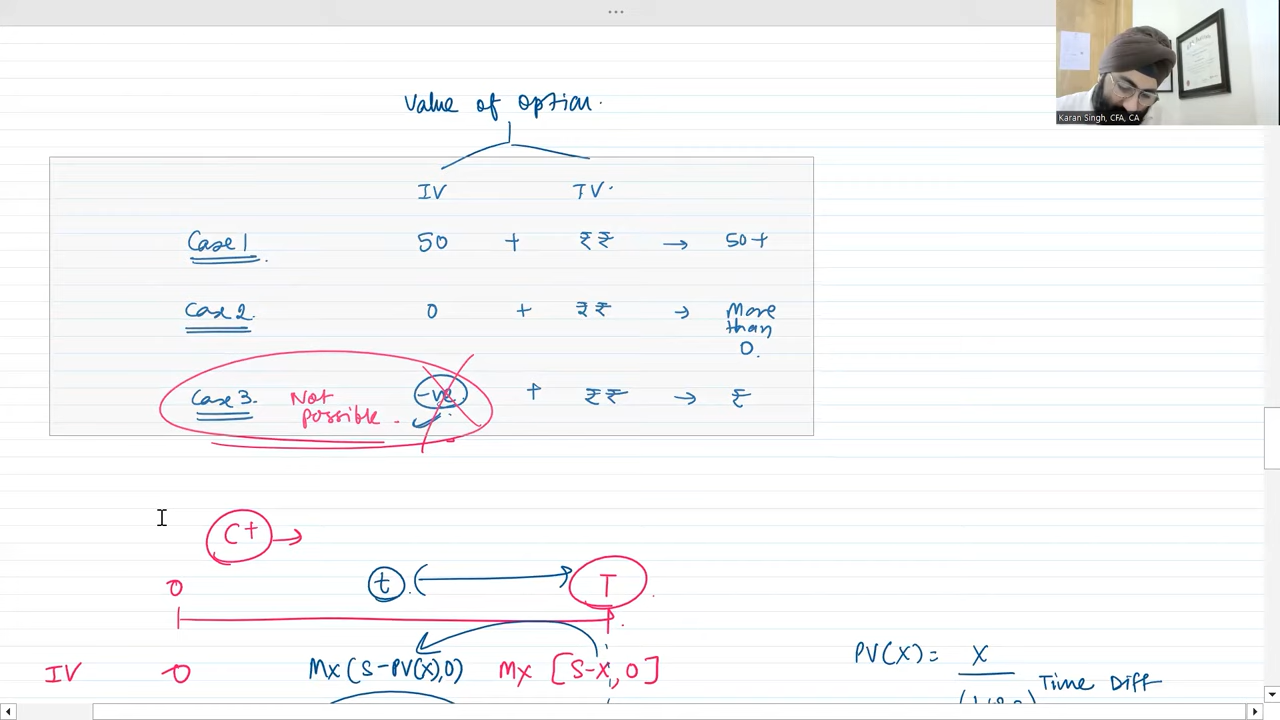 Karan Singh, CFA, CA
Value of option.
IV TV.
Case 1 50 + ₹₹ → 50+
Case 2. 0 + ₹₹ → More
than
0.
Case 3. Not -ve + ₹₹ → ₹
possible.
C+ →
0 t T
IV 0 Mx (S-PV(X),0) Mx [S-X,0]
PV(X) = X
Time Diff